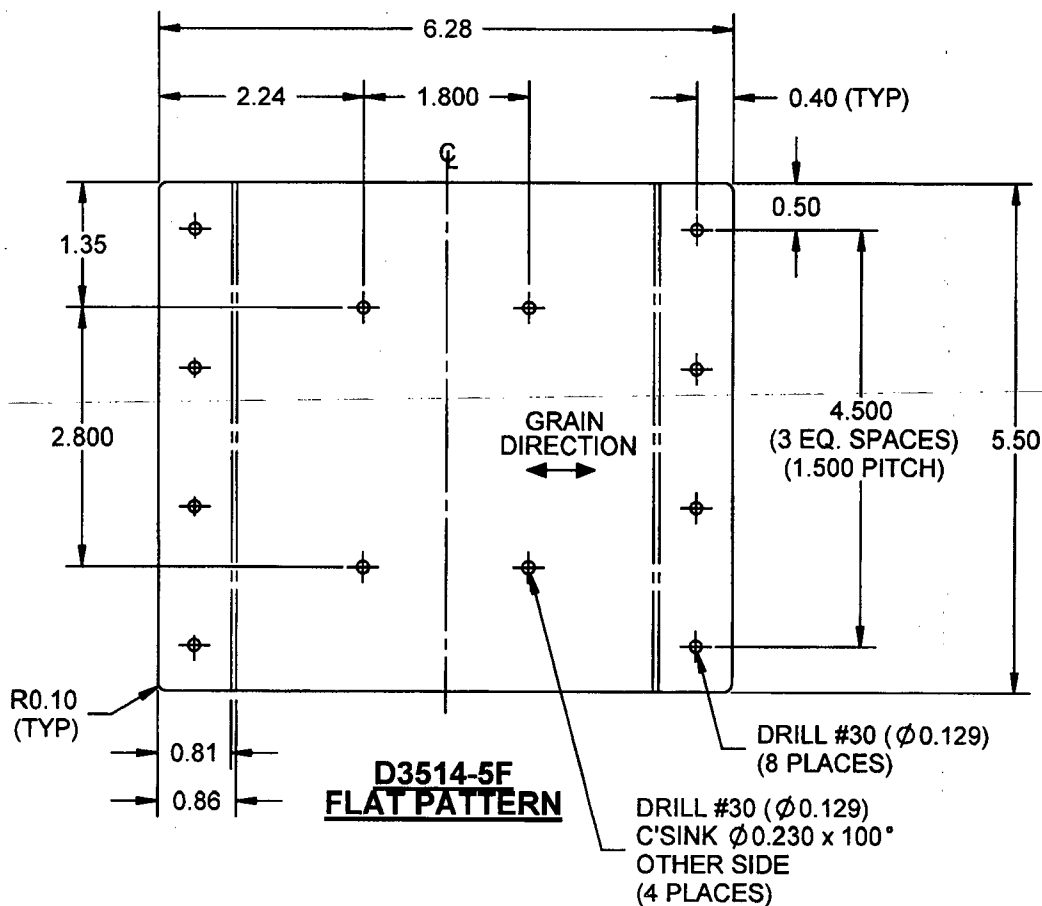 6.28
2.24
1.800
0.40 (TYP)
℄
0.50
1.35
2.800
GRAIN
DIRECTION
4.500
(3 EQ. SPACES)
(1.500 PITCH)
5.50
R0.10
(TYP)
0.81
0.86
D3514-5F
FLAT PATTERN
DRILL #30 (Ø0.129)
(8 PLACES)
DRILL #30 (Ø0.129)
C'SINK Ø0.230 x 100°
OTHER SIDE
(4 PLACES)